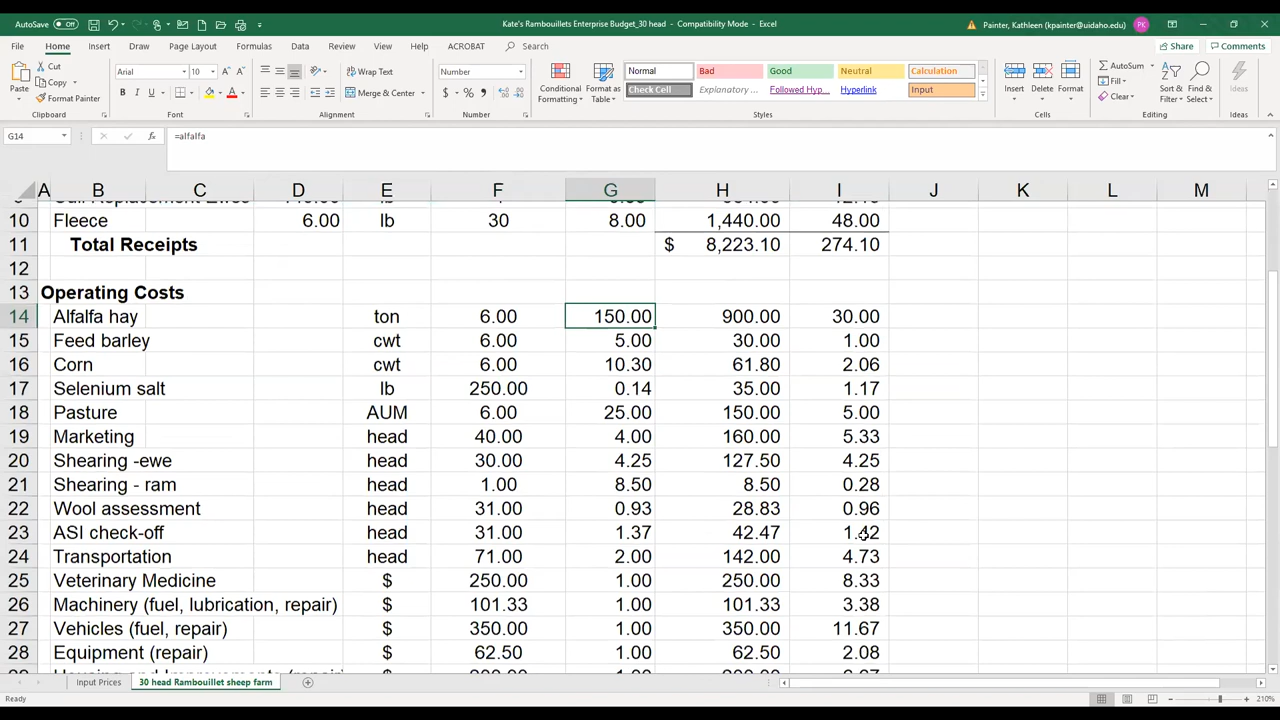 AutoSave Off Kate's Rambouillets Enterprise Budget_30 head - Compatibility Mode - Excel Painter, Kathleen (kpainter@uidaho.edu) PK
File Home Insert Draw Page Layout Formulas Data Review View Help ACROBAT Search Share Comments
Paste Cut Copy Format Painter
Arial 10 Wrap Text Merge & Center Number
Conditional Formatting Format as Table
Normal Bad Good Neutral Calculation
Check Cell Explanatory ... Followed Hyp... Hyperlink Input
Insert Delete Format AutoSum Fill Clear Sort & Filter Find & Select Ideas
Clipboard Font Alignment Number Styles Cells Editing Ideas
G14 fx =alfalfa
A B C D E F G H I J K L M
10 Fleece 6.00 lb 30 8.00 1,440.00 48.00
11 Total Receipts $ 8,223.10 274.10
12
13 Operating Costs
14 Alfalfa hay ton 6.00 150.00 900.00 30.00
15 Feed barley cwt 6.00 5.00 30.00 1.00
16 Corn cwt 6.00 10.30 61.80 2.06
17 Selenium salt lb 250.00 0.14 35.00 1.17
18 Pasture AUM 6.00 25.00 150.00 5.00
19 Marketing head 40.00 4.00 160.00 5.33
20 Shearing -ewe head 30.00 4.25 127.50 4.25
21 Shearing - ram head 1.00 8.50 8.50 0.28
22 Wool assessment head 31.00 0.93 28.83 0.96
23 ASI check-off head 31.00 1.37 42.47 1.42
24 Transportation head 71.00 2.00 142.00 4.73
25 Veterinary Medicine $ 250.00 1.00 250.00 8.33
26 Machinery (fuel, lubrication, repair) $ 101.33 1.00 101.33 3.38
27 Vehicles (fuel, repair) $ 350.00 1.00 350.00 11.67
28 Equipment (repair) $ 62.50 1.00 62.50 2.08
Input Prices 30 head Rambouillet sheep farm
Ready 210%